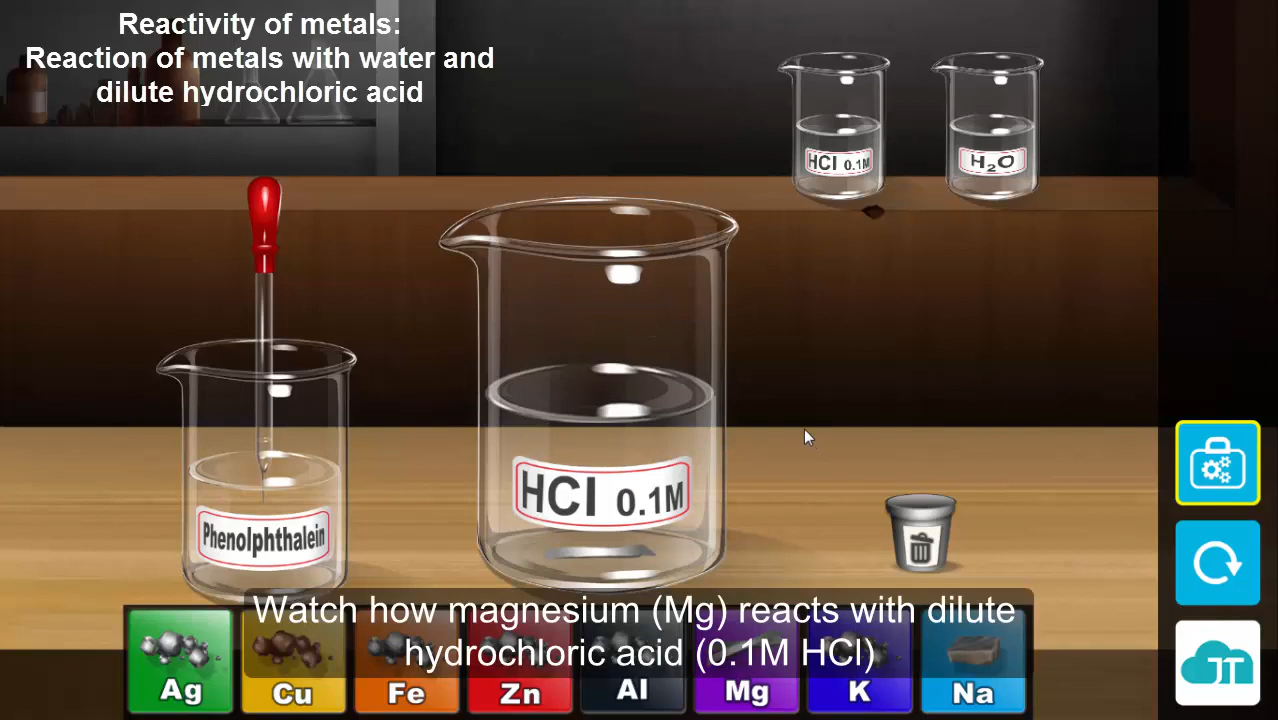 Reactivity of metals:
Reaction of metals with water and
dilute hydrochloric acid
HCl 0.1M
H₂O
HCl 0.1M
Phenolphthalein
Watch how magnesium (Mg) reacts with dilute
hydrochloric acid (0.1M HCl)
Ag
Cu
Fe
Zn
Al
Mg
K
Na
JT